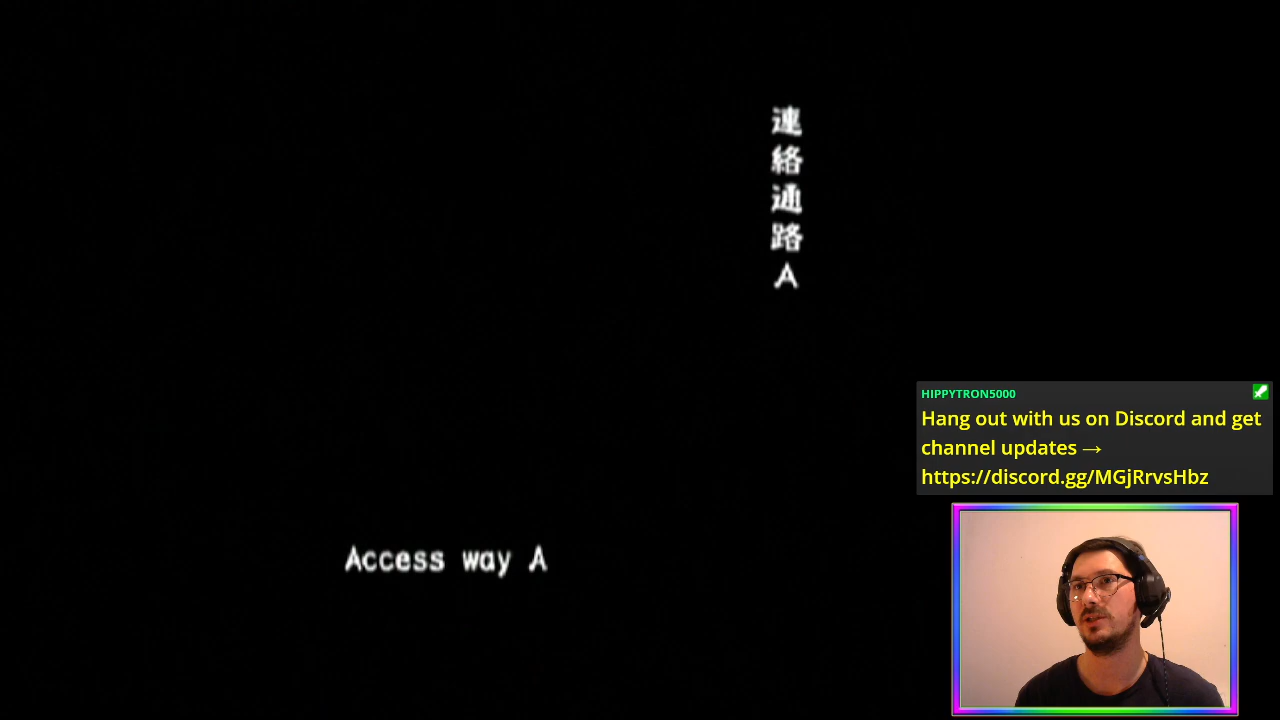 連絡通路A
HIPPYTRON5000
Hang out with us on Discord and get
channel updates →
https://discord.gg/MGjRrvsHbz
Access way A